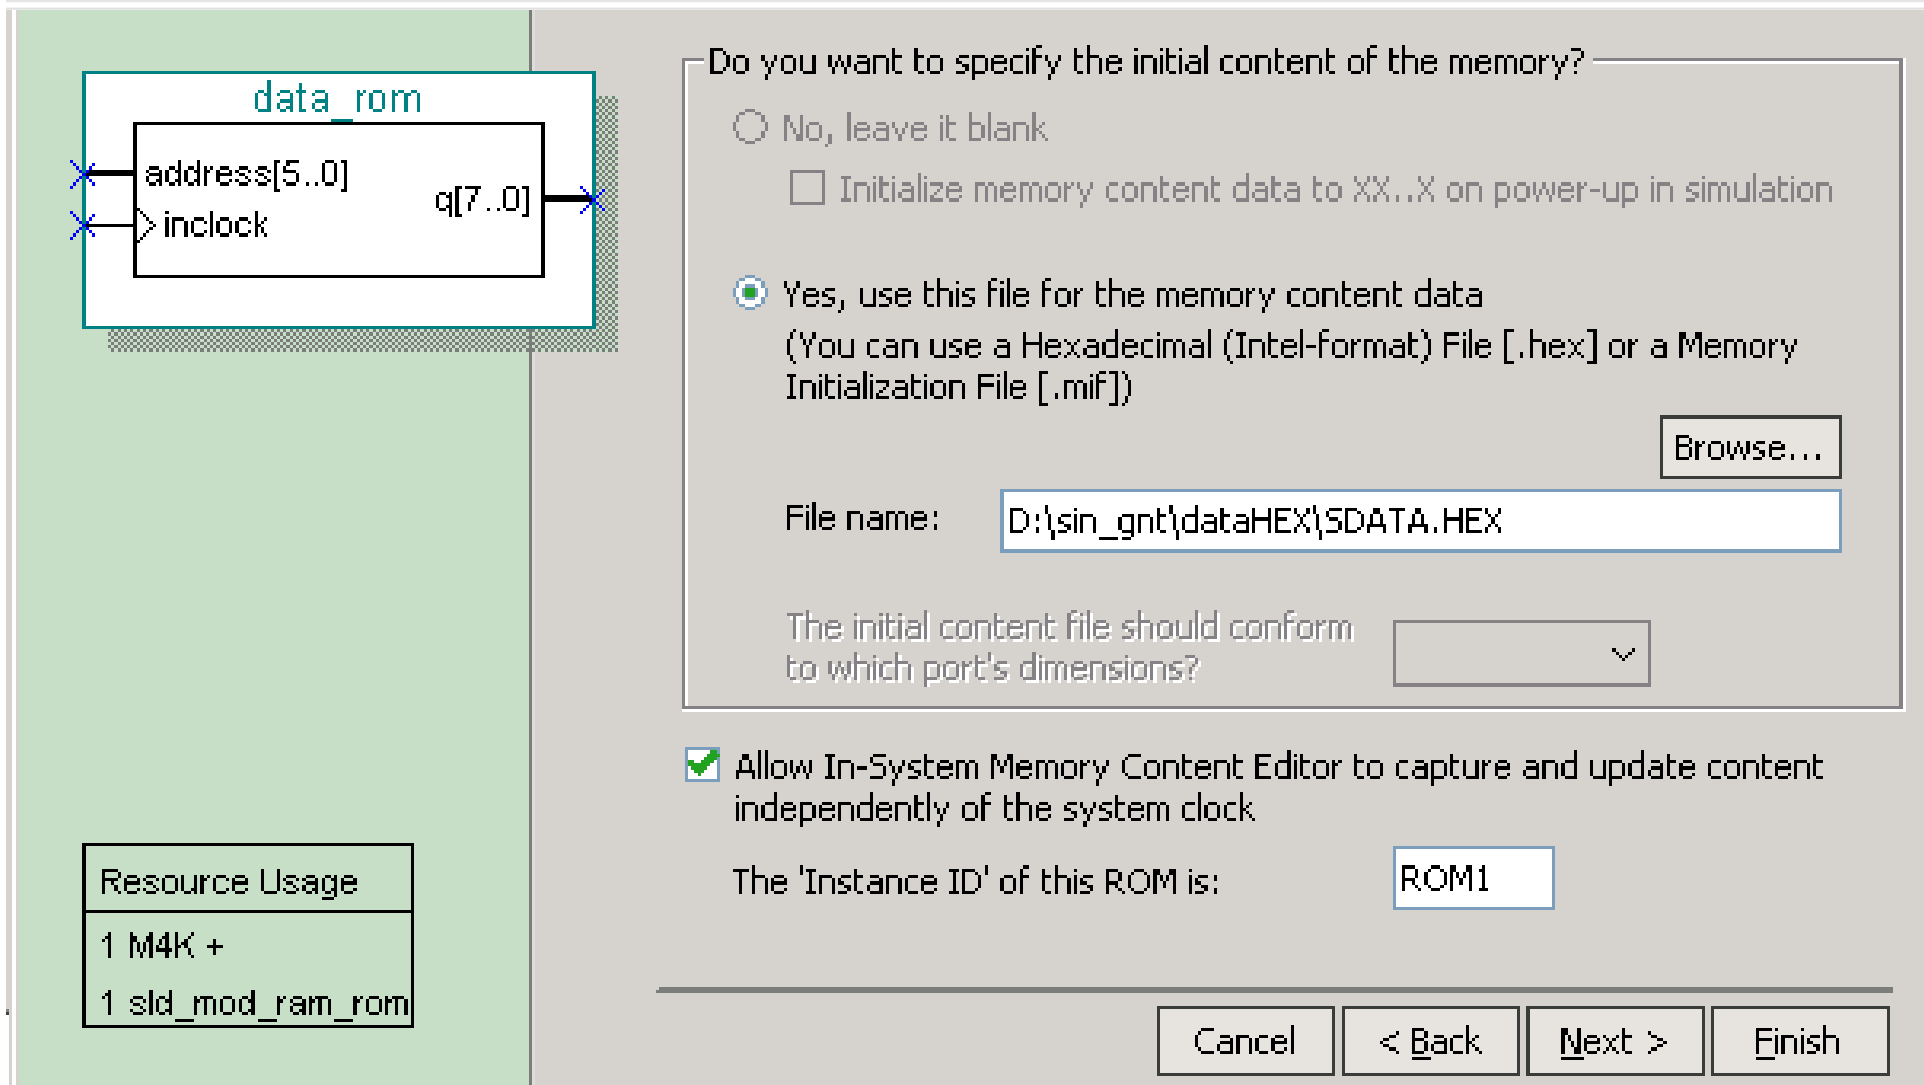 data_rom
address[5..0]
inclock
q[7..0]
Resource Usage
1 M4K +
1 sld_mod_ram_rom
Do you want to specify the initial content of the memory?
No, leave it blank
Initialize memory content data to XX..X on power-up in simulation
Yes, use this file for the memory content data
(You can use a Hexadecimal (Intel-format) File [.hex] or a Memory
Initialization File [.mif])
Browse...
File name:
D:\sin_gnt\dataHEX\SDATA.HEX
The initial content file should conform
to which port's dimensions?
Allow In-System Memory Content Editor to capture and update content
independently of the system clock
The 'Instance ID' of this ROM is:
ROM1
Cancel
< Back
Next >
Finish